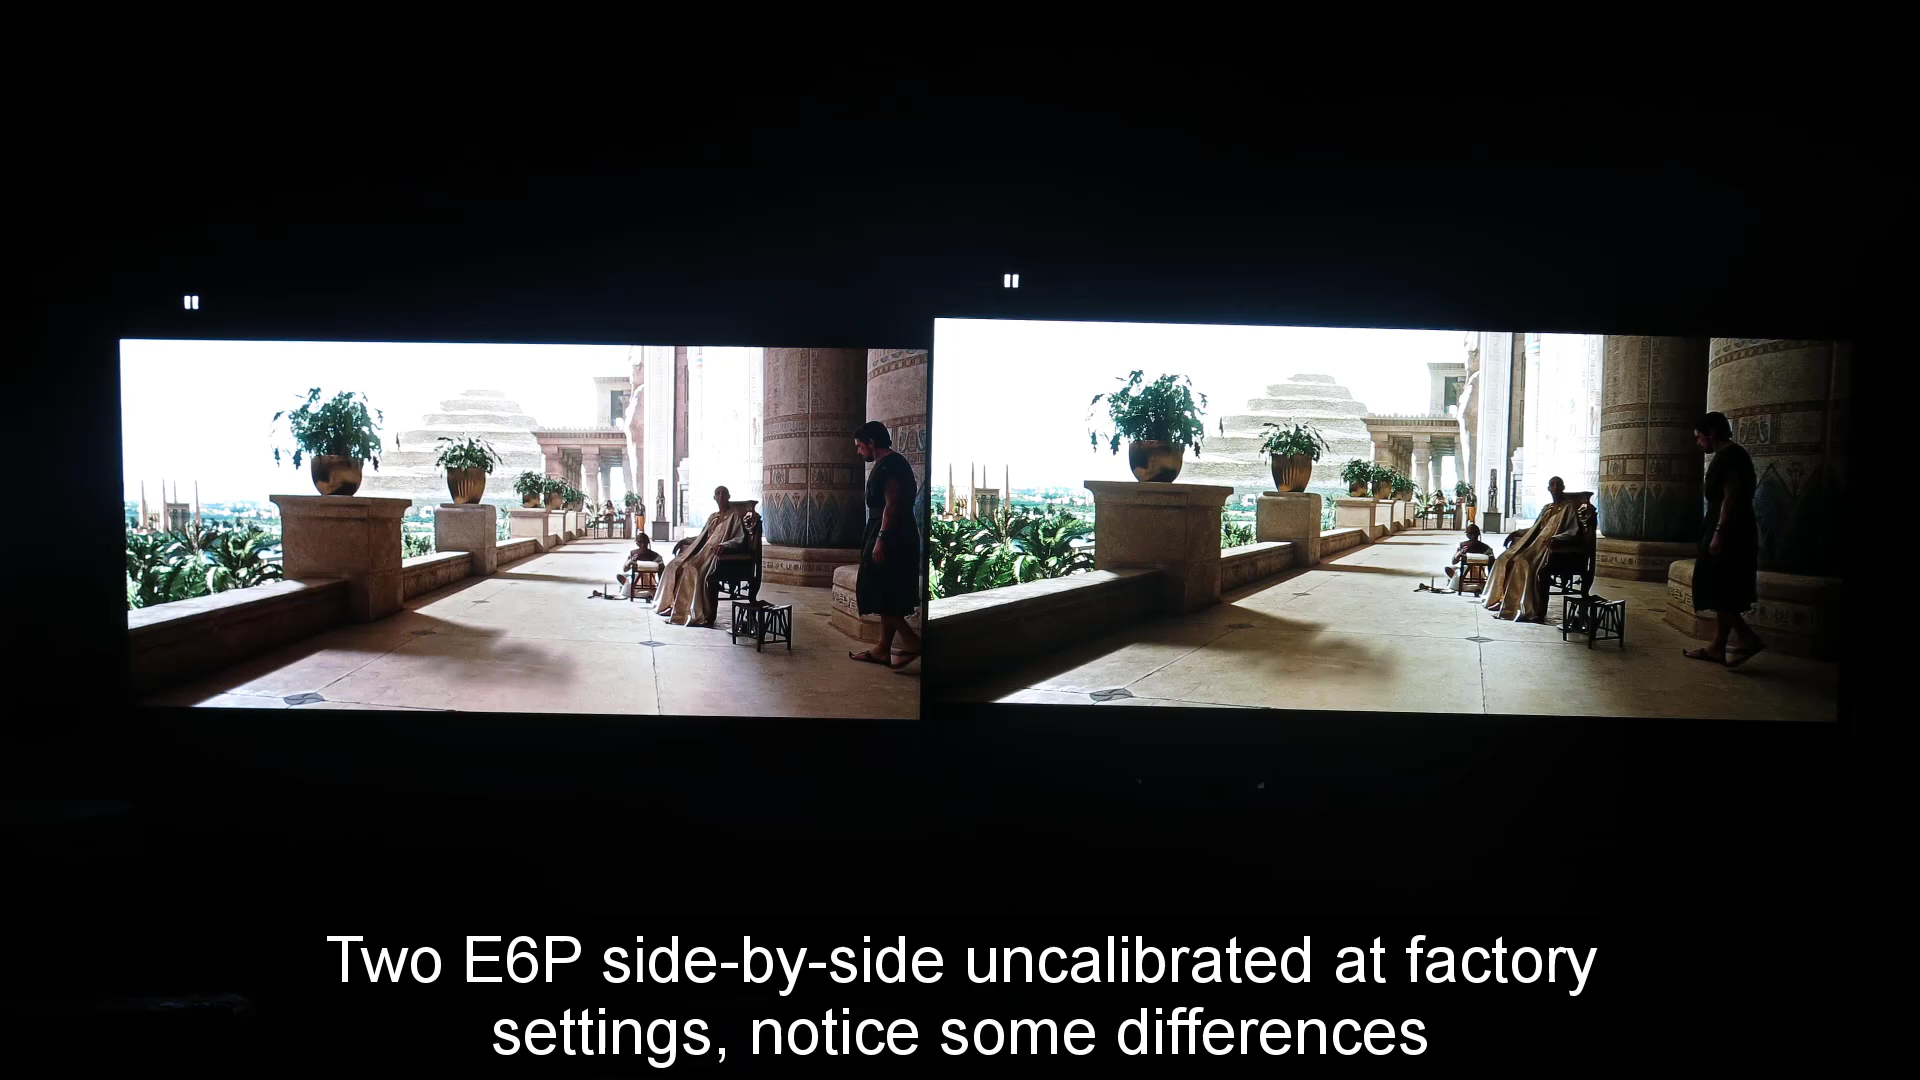 Two E6P side-by-side uncalibrated at factory
settings, notice some differences